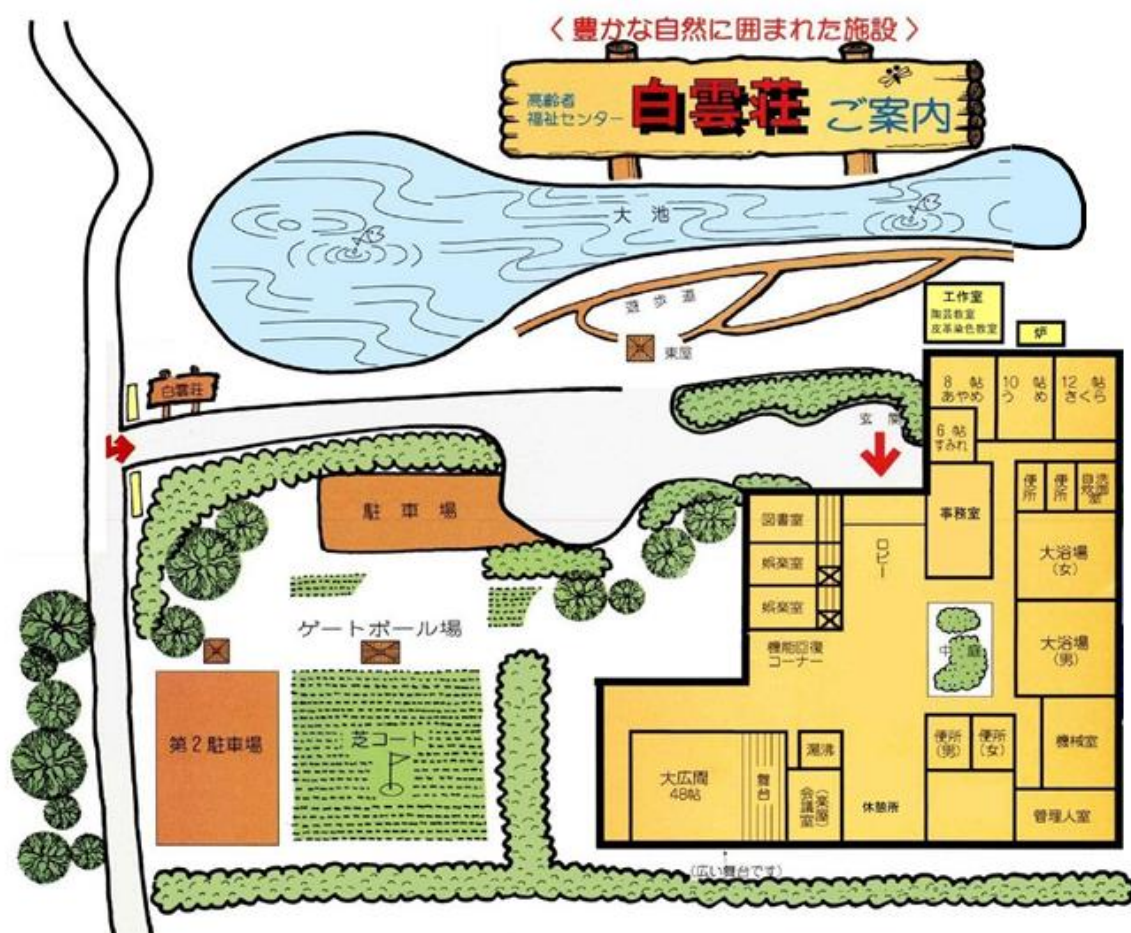 〈 豊かな自然に囲まれた施設 〉
高齢者
福祉センター
白雲荘 ご案内
大池
遊歩道
東屋
工作室
陶芸教室
皮革染色教室
炉
白雲荘
8帖
あやめ
10帖
うめ
12帖
さくら
玄関
6帖
すみれ
便所
便所
自炊室
洗面
駐車場
図書室
ロビー
事務室
娯楽室
大浴場
(女)
娯楽室
ゲートボール場
機能回復
コーナー
中庭
大浴場
(男)
第2駐車場
芝コート
大広間
48帖
舞台
湯沸
会議室
(楽屋)
休憩所
便所
(男)
便所
(女)
機械室
管理人室
(広い舞台です)